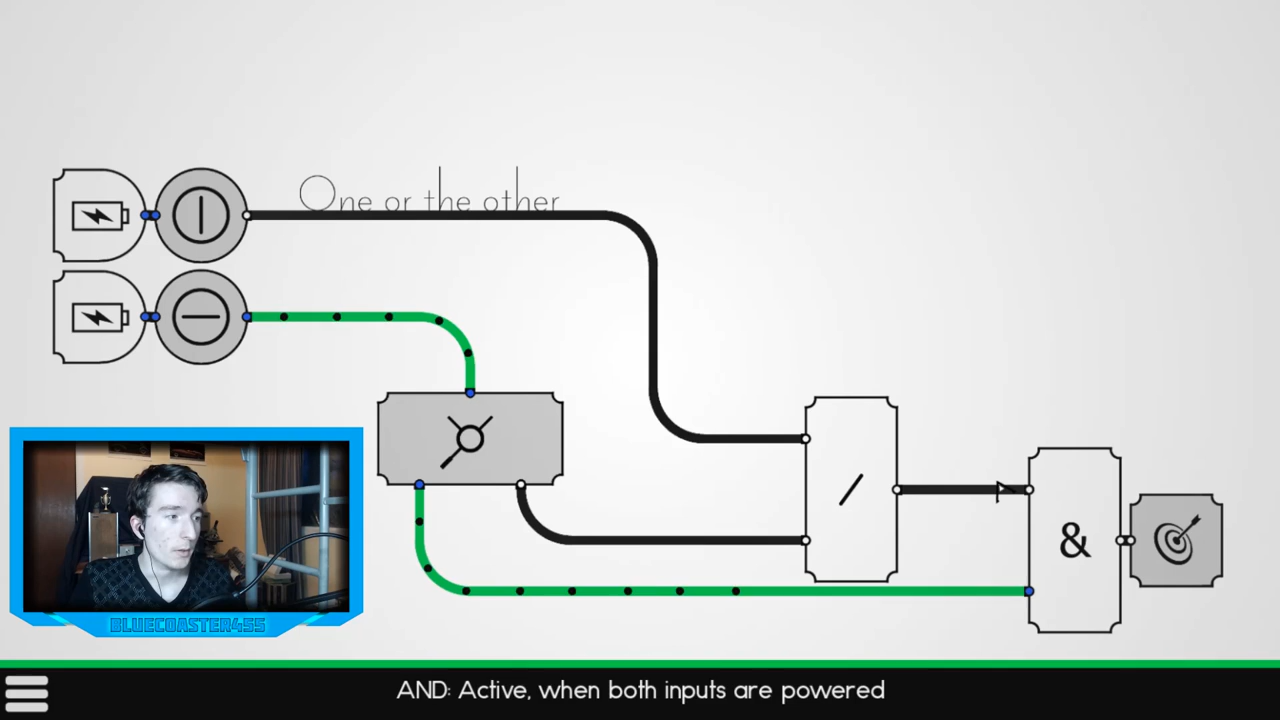 One or the other
&
BLUECOASTER455
AND: Active, when both inputs are powered